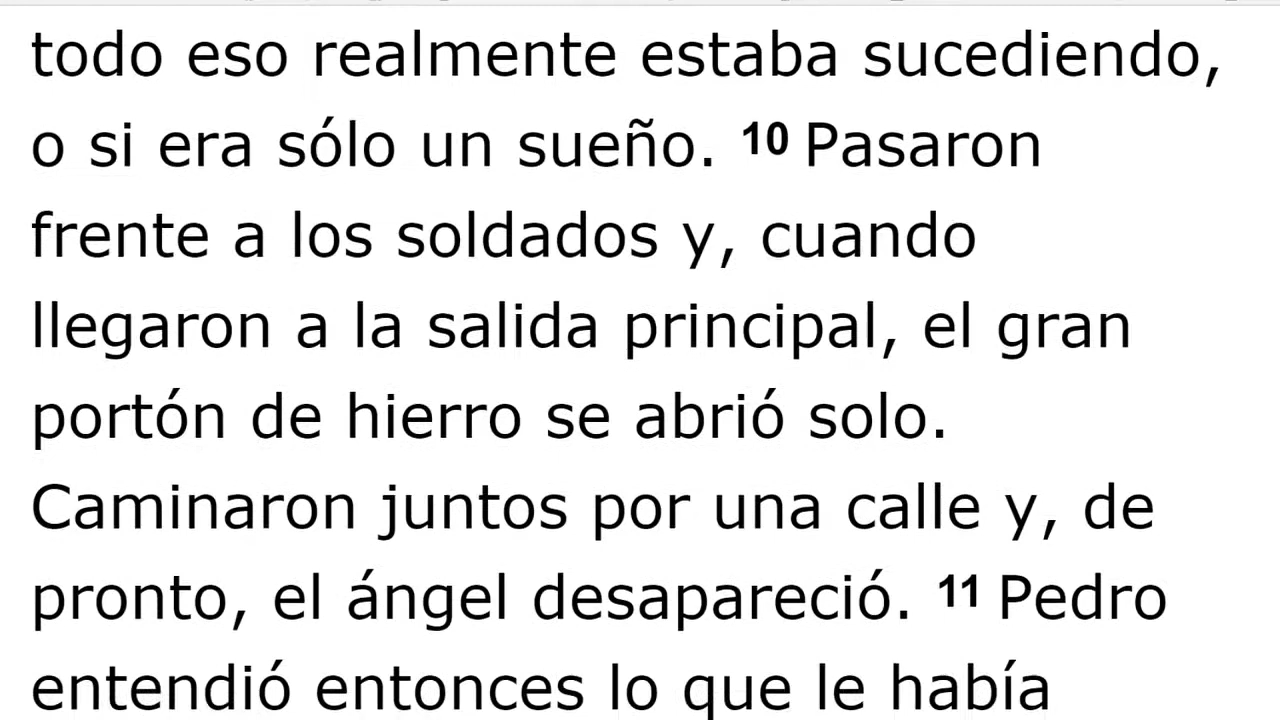 todo eso realmente estaba sucediendo,
o si era sólo un sueño. 10 Pasaron
frente a los soldados y, cuando
llegaron a la salida principal, el gran
portón de hierro se abrió solo.
Caminaron juntos por una calle y, de
pronto, el ángel desapareció. 11 Pedro
entendió entonces lo que le había